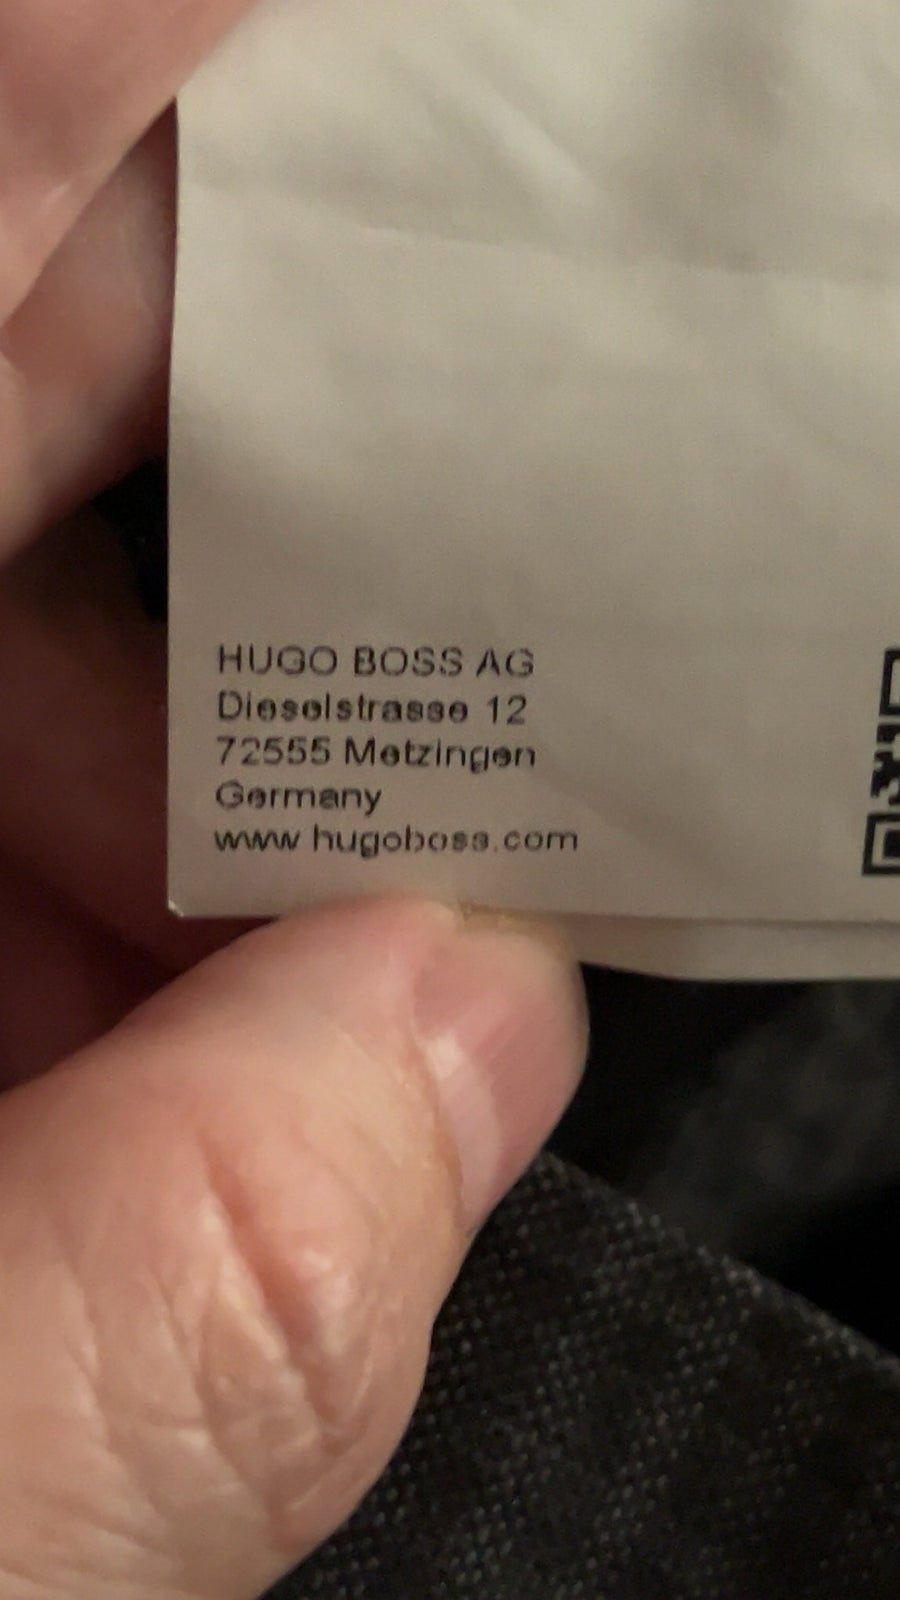 HUGO BOSS AG
Dieselstrasse 12
72555 Metzingen
Germany
www.hugoboss.com